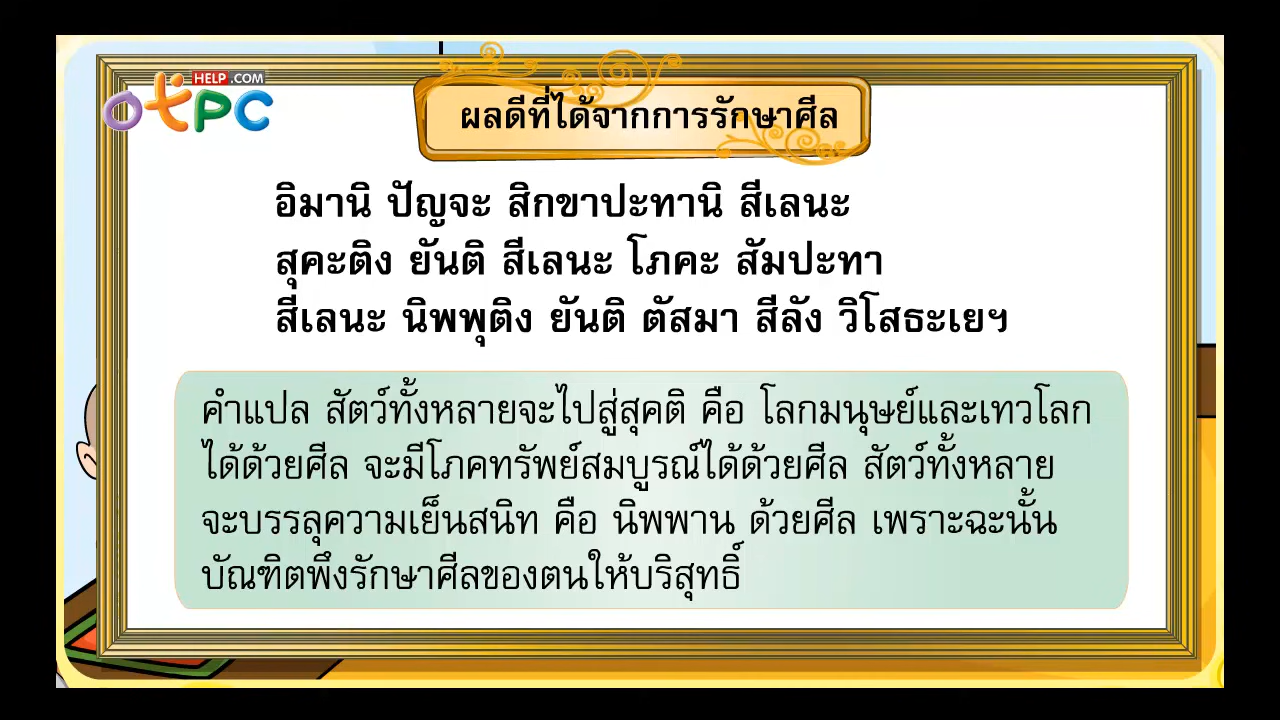 oтPC
HELP.COM
ผลดีที่ได้จากการรักษาศีล
อิมานิ ปัญจะ สิกขาปะทานิ สีเลนะ
สุคะติง ยันติ สีเลนะ โภคะ สัมปะทา
สีเลนะ นิพพุติง ยันติ ตัสมา สีลัง วิโสธะเยฯ
คำแปล สัตว์ทั้งหลายจะไปสู่สุคติ คือ โลกมนุษย์และเทวโลก
ได้ด้วยศีล จะมีโภคทรัพย์สมบูรณ์ได้ด้วยศีล สัตว์ทั้งหลาย
จะบรรลุความเย็นสนิท คือ นิพพาน ด้วยศีล เพราะฉะนั้น
บัณฑิตพึงรักษาศีลของตนให้บริสุทธิ์